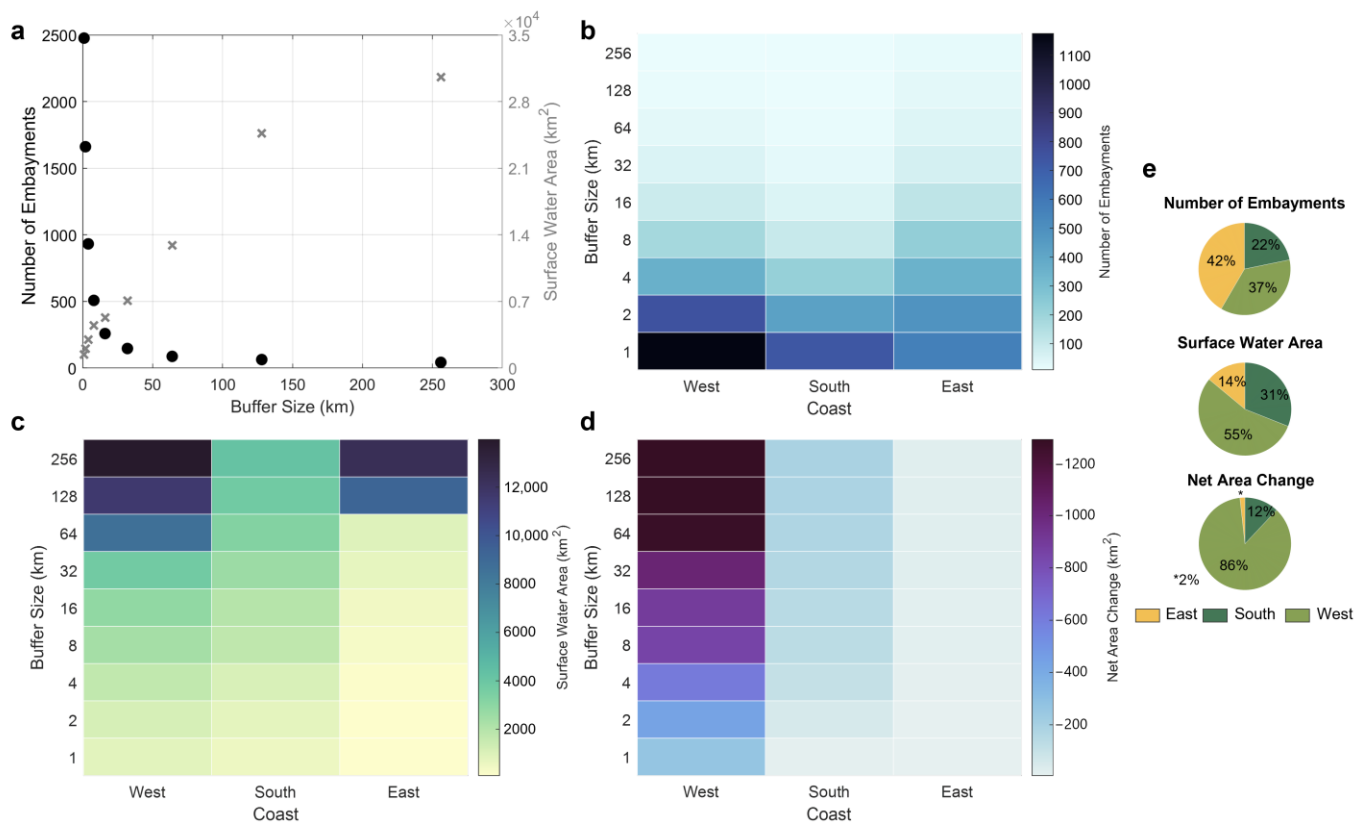 a
×10⁴
2500
2000
1500
1000
500
0
Number of Embayments
3.5
2.8
2.1
1.4
0.7
0
Surface Water Area (km²)
0 50 100 150 200 250 300
Buffer Size (km)
b
256
128
64
32
16
8
4
2
1
Buffer Size (km)
West South East
Coast
1100
1000
900
800
700
600
500
400
300
200
100
Number of Embayments
c
256
128
64
32
16
8
4
2
1
Buffer Size (km)
West South East
Coast
12,000
10,000
8000
6000
4000
2000
Surface Water Area (km²)
d
256
128
64
32
16
8
4
2
1
Buffer Size (km)
West South East
Coast
−1200
−1000
−800
−600
−400
−200
Net Area Change (km²)
e
Number of Embayments
22%
42%
37%
Surface Water Area
14%
31%
55%
Net Area Change
*
12%
86%
*2%
East South West